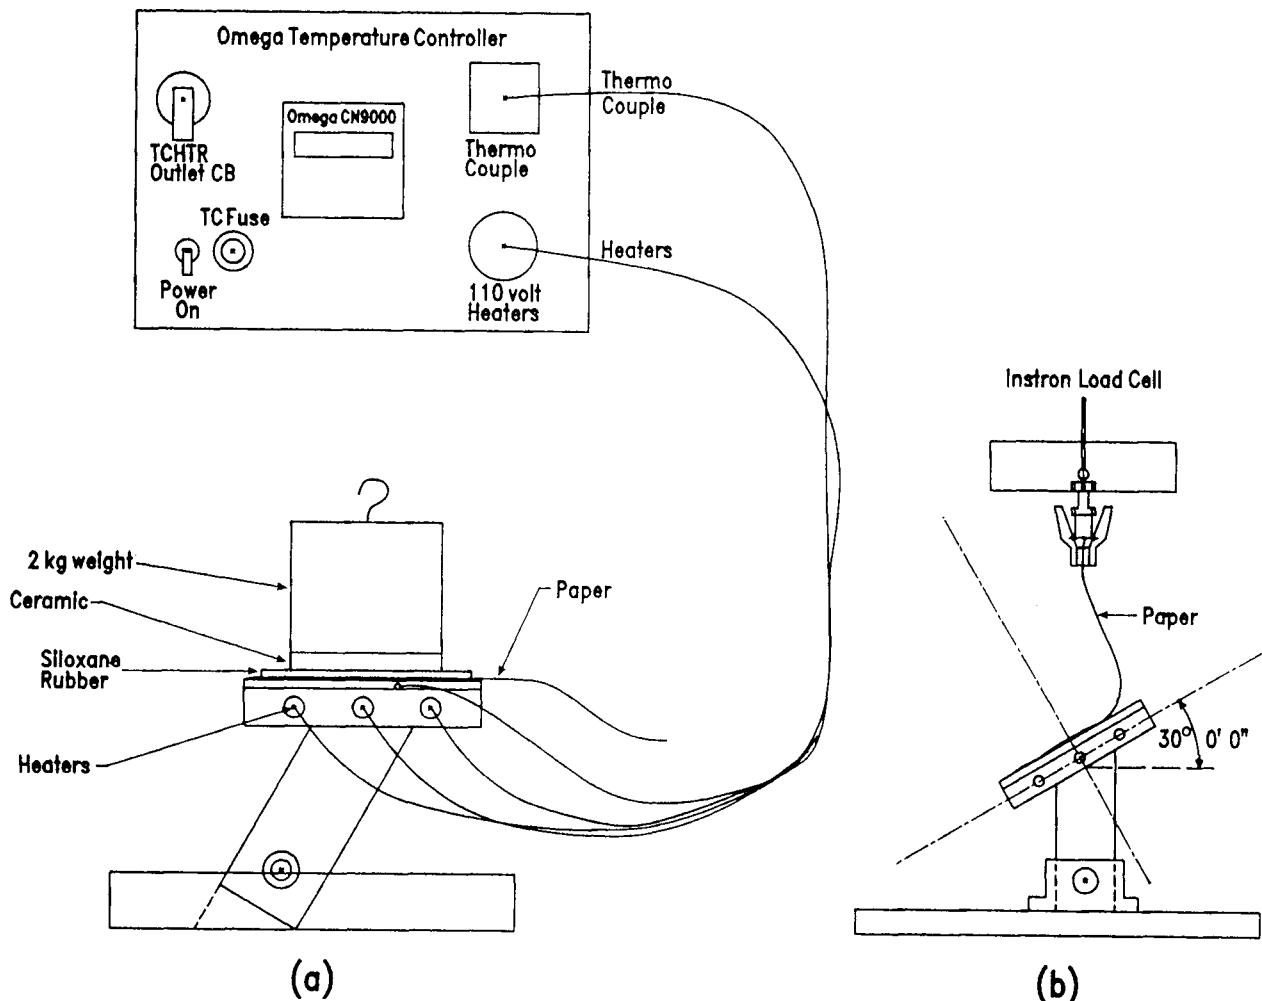 Omega Temperature Controller
Omega CN9000
TCHTR
Outlet CB
Thermo
Couple
Thermo
Couple
TC Fuse
Power
On
110 volt
Heaters
Heaters
2 kg weight
Ceramic
Siloxane
Rubber
Heaters
Paper
(a)
Instron Load Cell
Paper
30° 0' 0"
(b)